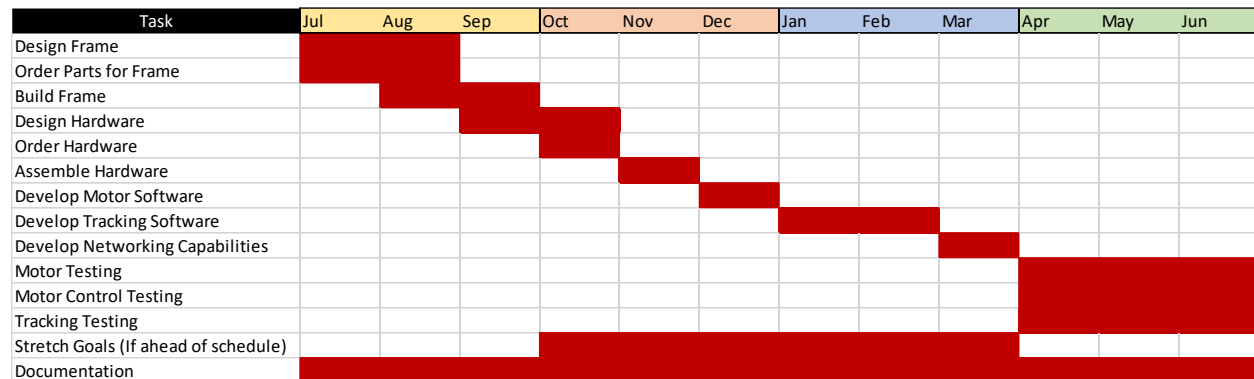 Task Jul Aug Sep Oct Nov Dec Jan Feb Mar Apr May Jun
Design Frame
Order Parts for Frame
Build Frame
Design Hardware
Order Hardware
Assemble Hardware
Develop Motor Software
Develop Tracking Software
Develop Networking Capabilities
Motor Testing
Motor Control Testing
Tracking Testing
Stretch Goals (If ahead of schedule)
Documentation